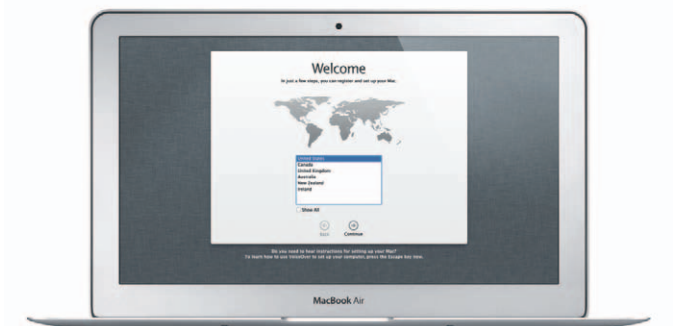 Welcome
In just a few steps, you can register and set up your Mac.
United States
Canada
United Kingdom
Australia
New Zealand
Ireland
Show All
Back
Continue
Do you need to hear instructions for setting up your Mac?
To learn how to use VoiceOver to set up your computer, press the Escape key now.
MacBook Air